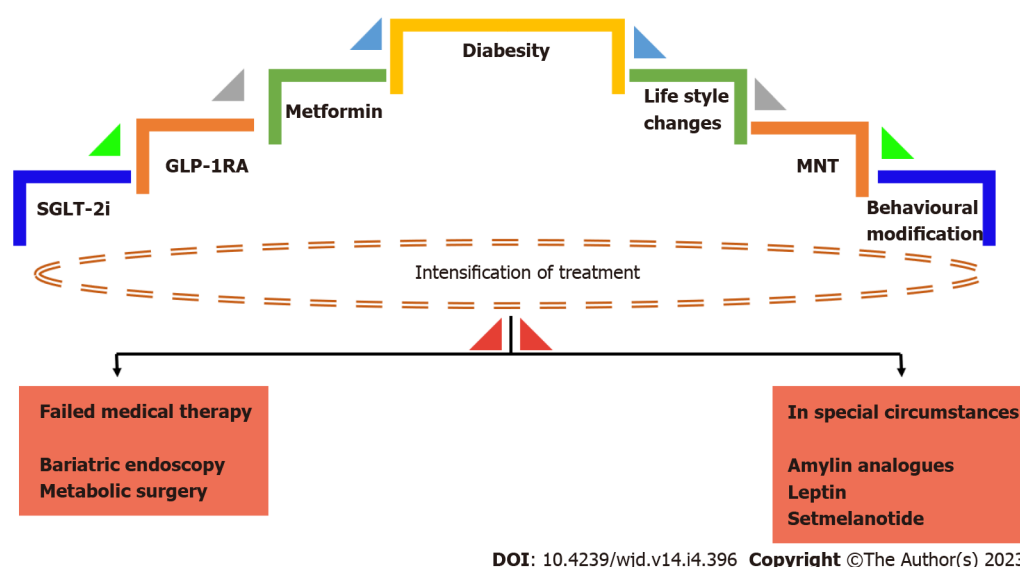 Diabesity
Metformin
GLP-1RA
SGLT-2i
Life style
changes
MNT
Behavioural
modification
Intensification of treatment
Failed medical therapy
Bariatric endoscopy
Metabolic surgery
In special circumstances
Amylin analogues
Leptin
Setmelanotide
DOI: 10.4239/wjd.v14.i4.396 Copyright ©The Author(s) 2023